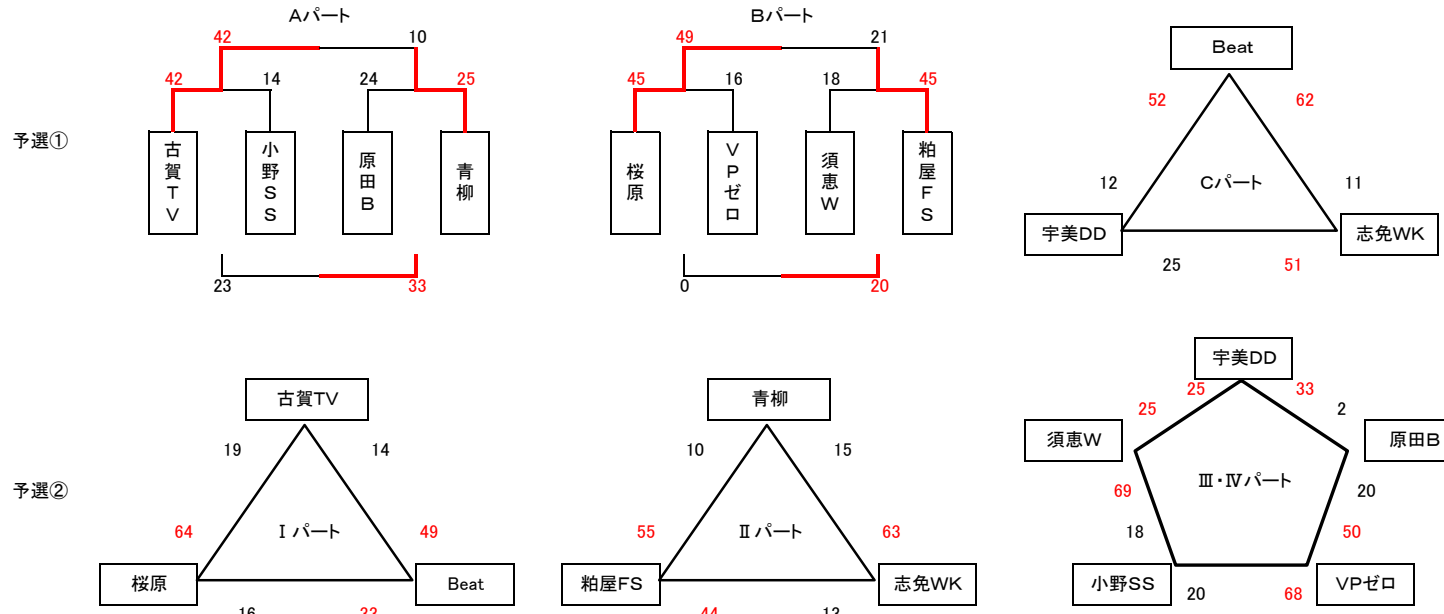 Aパート
Bパート
42
10
49
21
Beat
42
14
24
25
45
16
18
45
52
62
予選①
古賀TV
小野SS
原田B
青柳
桜原
VPゼロ
須恵W
粕屋FS
12
Cパート
11
宇美DD
志免WK
25
51
23
33
0
20
予選②
古賀TV
19
14
64
Ⅰパート
49
桜原
Beat
16
33
青柳
10
15
55
Ⅱパート
63
粕屋FS
志免WK
44
13
宇美DD
25
33
25
2
須恵W
原田B
69
Ⅲ・Ⅳパート
20
18
50
小野SS
VPゼロ
20
68